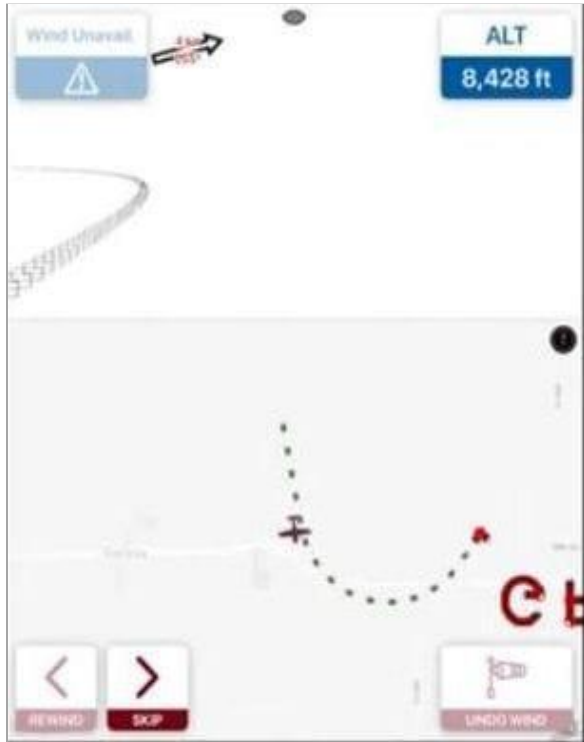 Wind Unavail.
ALT
8,428 ft
C
REWIND
SKIP
UNDO WIND